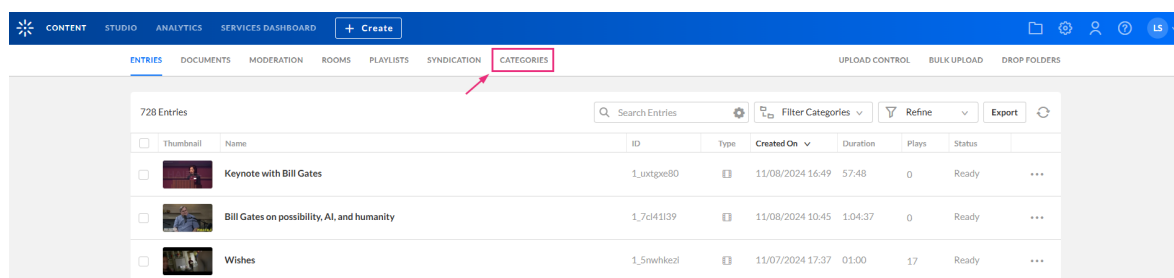 CONTENT STUDIO ANALYTICS SERVICES DASHBOARD + Create LS
ENTRIES DOCUMENTS MODERATION ROOMS PLAYLISTS SYNDICATION CATEGORIES UPLOAD CONTROL BULK UPLOAD DROP FOLDERS
728 Entries Search Entries Filter Categories Refine Export
Thumbnail Name ID Type Created On Duration Plays Status
Keynote with Bill Gates 1_uxtgxe80 11/08/2024 16:49 57:48 0 Ready
Bill Gates on possibility, AI, and humanity 1_7cl41l39 11/08/2024 10:45 1:04:37 0 Ready
Wishes 1_5nwhkezi 11/07/2024 17:37 01:00 17 Ready